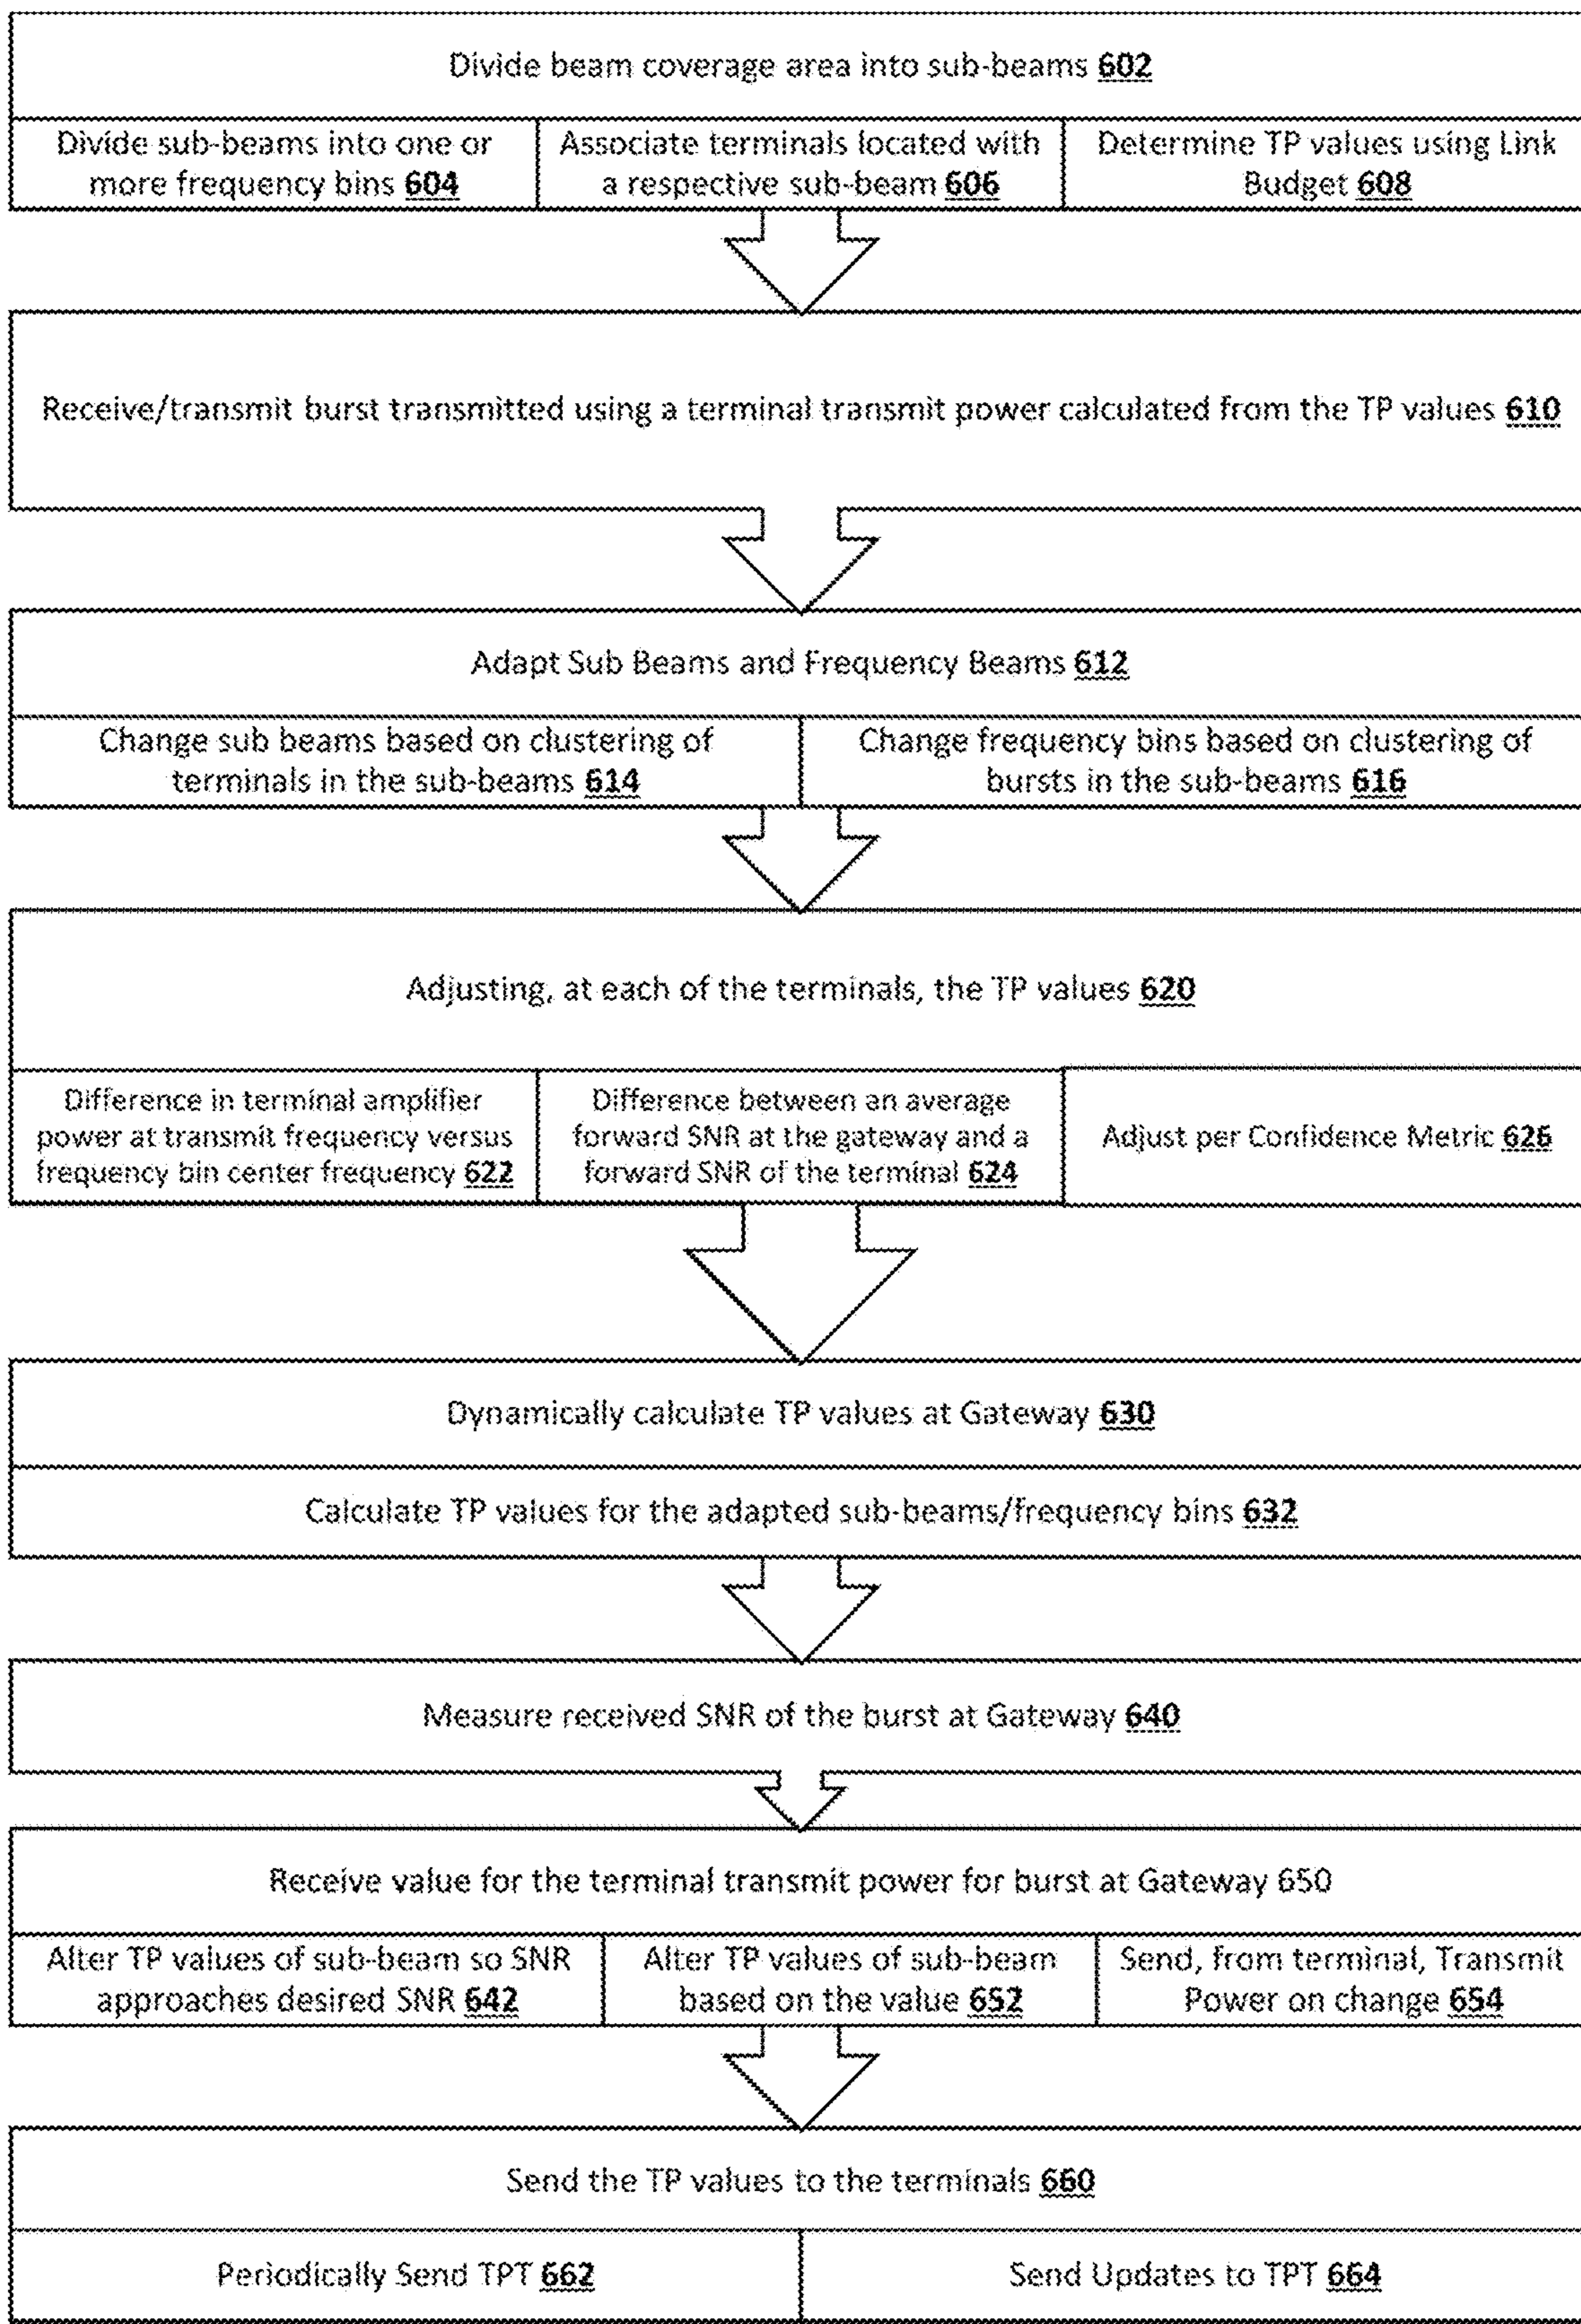 Divide beam coverage area into sub-beams 602
Divide sub-beams into one or
more frequency bins 604
Associate terminals located with
a respective sub-beam 606
Determine TP values using Link
Budget 608
Receive/transmit burst transmitted using a terminal transmit power calculated from the TP values 610
Adapt Sub Beams and Frequency Beams 612
Change sub beams based on clustering of
terminals in the sub-beams 614
Change frequency bins based on clustering of
bursts in the sub-beams 616
Adjusting, at each of the terminals, the TP values 620
Difference in terminal amplifier
power at transmit frequency versus
frequency bin center frequency 622
Difference between an average
forward SNR at the gateway and a
forward SNR of the terminal 624
Adjust per Confidence Metric 626
Dynamically calculate TP values at Gateway 630
Calculate TP values for the adapted sub-beams/frequency bins 632
Measure received SNR of the burst at Gateway 640
Receive value for the terminal transmit power for burst at Gateway 650
Alter TP values of sub-beam so SNR
approaches desired SNR 642
Alter TP values of sub-beam
based on the value 652
Send, from terminal, Transmit
Power on change 654
Send the TP values to the terminals 660
Periodically Send TPT 662
Send Updates to TPT 664